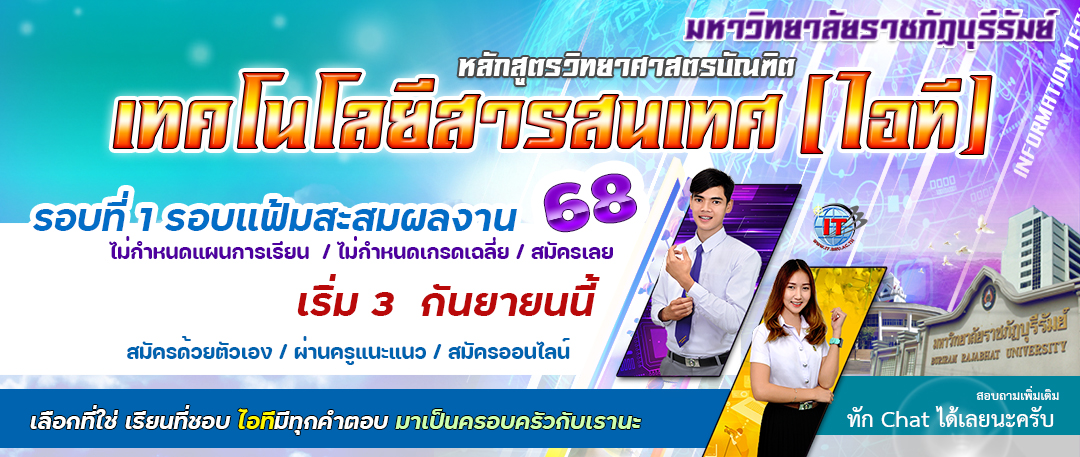 มหาวิทยาลัยราชภัฏบุรีรัมย์
หลักสูตรวิทยาศาสตรบัณฑิต
เทคโนโลยีสารสนเทศ (ไอที)
INFORMATION TE
รอบที่ 1 รอบแฟ้มสะสมผลงาน 68
ไม่กำหนดแผนการเรียน / ไม่กำหนดเกรดเฉลี่ย / สมัครเลย
เริ่ม 3 กันยายนนี้
สมัครด้วยตัวเอง / ผ่านครูแนะแนว / สมัครออนไลน์
IT
มหาวิทยาลัยราชภัฏบุรีรัมย์
BURIRAM RAJABHAT UNIVERSITY
เลือกที่ใช่ เรียนที่ชอบ ไอทีมีทุกคำตอบ มาเป็นครอบครัวกับเรานะ
สอบถามเพิ่มเติม
ทัก Chat ได้เลยนะครับ